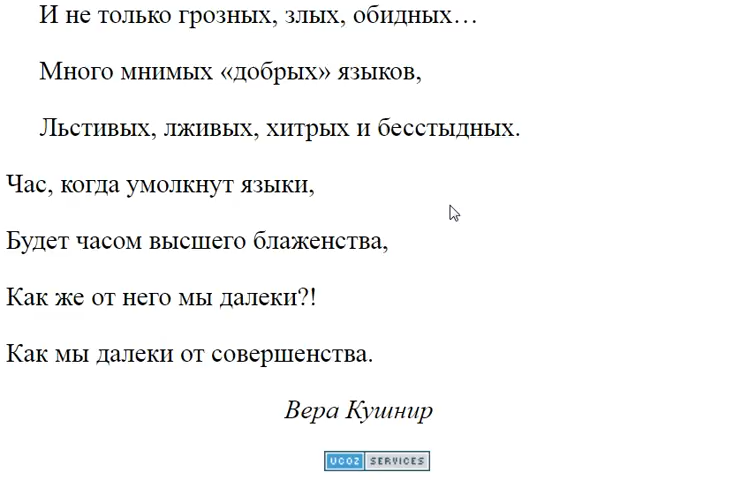 И не только грозных, злых, обидных…
Много мнимых «добрых» языков,
Льстивых, лживых, хитрых и бесстыдных.
Час, когда умолкнут языки,
Будет часом высшего блаженства,
Как же от него мы далеки?!
Как мы далеки от совершенства.
Вера Кушнир
UCOZ SERVICES